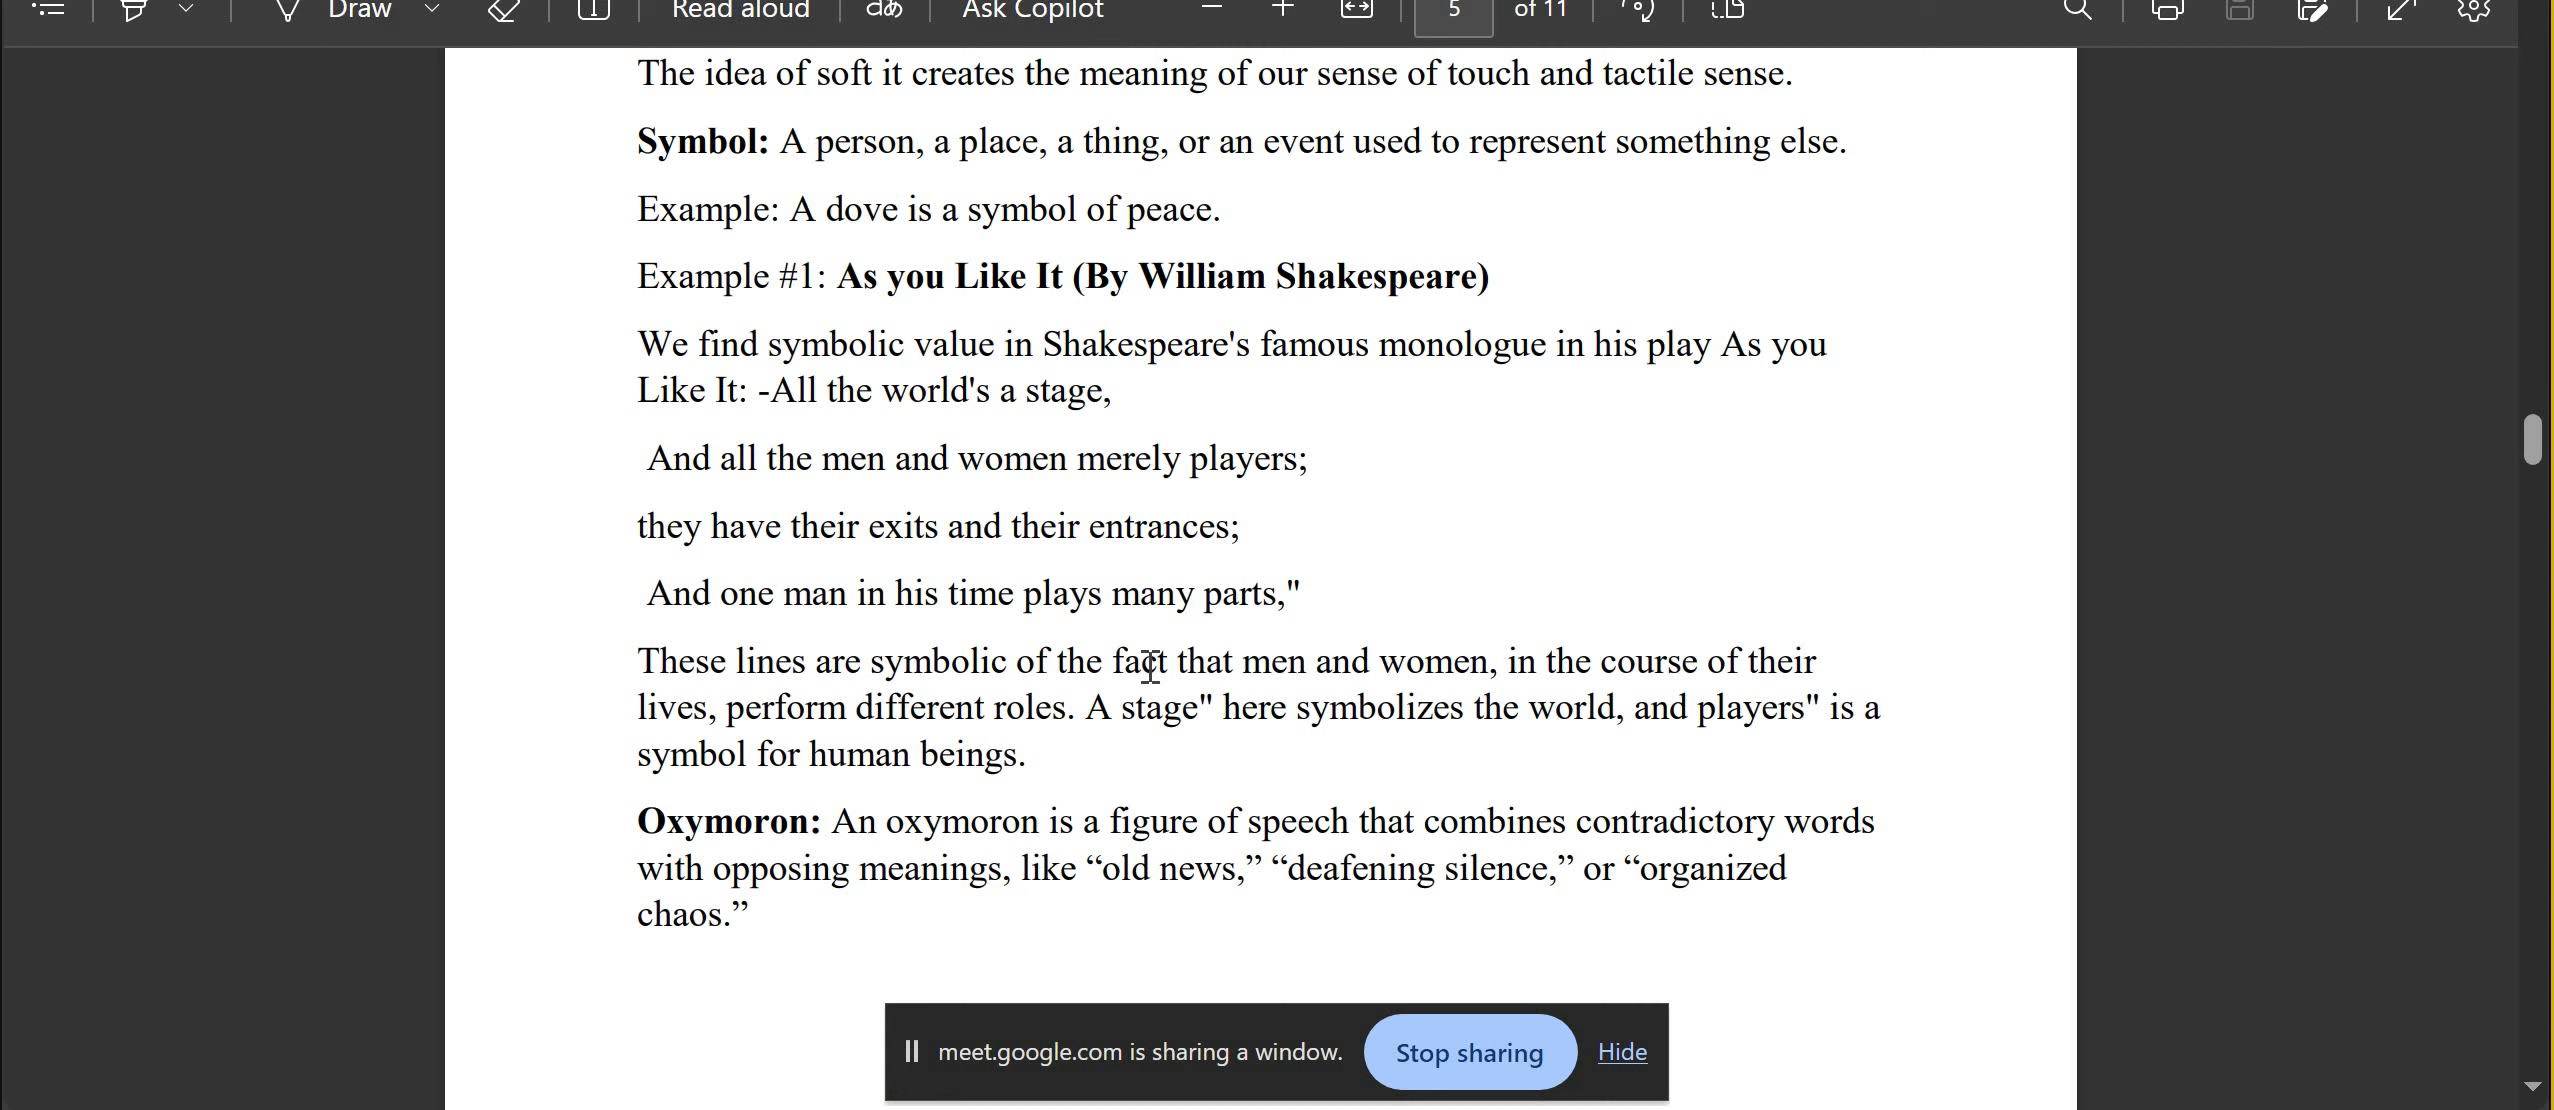 Draw
Read aloud
Ask Copilot
5 of 11
The idea of soft it creates the meaning of our sense of touch and tactile sense.
Symbol: A person, a place, a thing, or an event used to represent something else.
Example: A dove is a symbol of peace.
Example #1: As you Like It (By William Shakespeare)
We find symbolic value in Shakespeare's famous monologue in his play As you
Like It: -All the world's a stage,
And all the men and women merely players;
they have their exits and their entrances;
And one man in his time plays many parts,"
These lines are symbolic of the fact that men and women, in the course of their
lives, perform different roles. A stage" here symbolizes the world, and players" is a
symbol for human beings.
Oxymoron: An oxymoron is a figure of speech that combines contradictory words
with opposing meanings, like “old news,” “deafening silence,” or “organized
chaos.”
meet.google.com is sharing a window.
Stop sharing
Hide